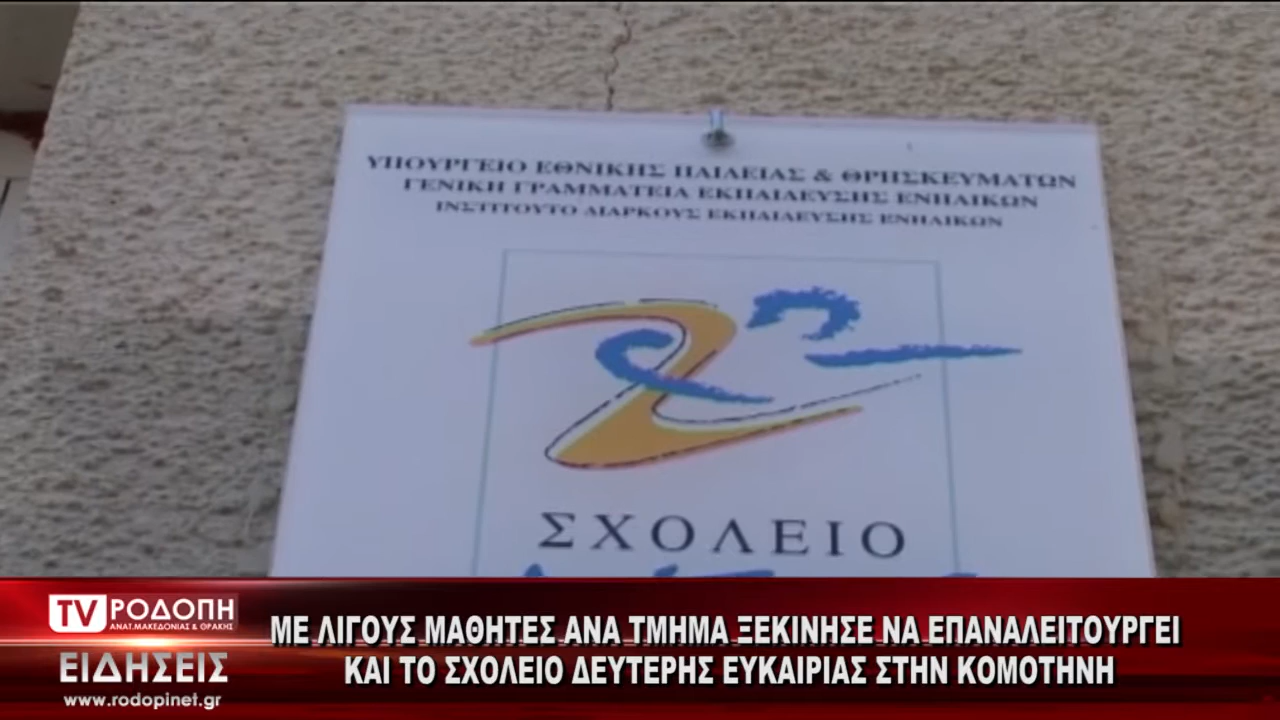 ΥΠΟΥΡΓΕΙΟ ΕΘΝΙΚΗΣ ΠΑΙΔΕΙΑΣ & ΘΡΗΣΚΕΥΜΑΤΩΝ
ΓΕΝΙΚΗ ΓΡΑΜΜΑΤΕΙΑ ΕΚΠΑΙΔΕΥΣΗΣ ΕΝΗΛΙΚΩΝ
ΙΝΣΤΙΤΟΥΤΟ ΔΙΑΡΚΟΥΣ ΕΚΠΑΙΔΕΥΣΗΣ ΕΝΗΛΙΚΩΝ
ΣΧΟΛΕΙΟ
TV ΡΟΔΟΠΗ
ΑΝΑΤ.ΜΑΚΕΔΟΝΙΑΣ & ΘΡΑΚΗΣ
ΕΙΔΗΣΕΙΣ
www.rodopinet.gr
ΜΕ ΛΙΓΟΥΣ ΜΑΘΗΤΕΣ ΑΝΑ ΤΜΗΜΑ ΞΕΚΙΝΗΣΕ ΝΑ ΕΠΑΝΑΛΕΙΤΟΥΡΓΕΙ
ΚΑΙ ΤΟ ΣΧΟΛΕΙΟ ΔΕΥΤΕΡΗΣ ΕΥΚΑΙΡΙΑΣ ΣΤΗΝ ΚΟΜΟΤΗΝΗ